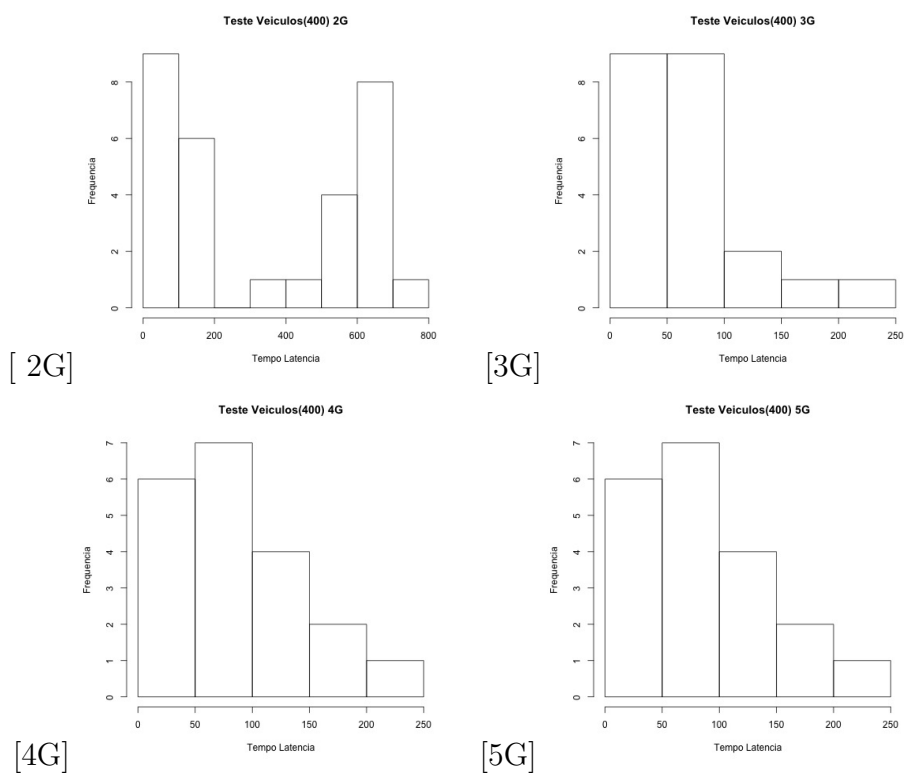 Teste Veiculos(400) 2G
Frequencia
0 2 4 6 8
0 200 400 600 800
Tempo Latencia
[ 2G]
Teste Veiculos(400) 3G
Frequencia
0 2 4 6 8
0 50 100 150 200 250
Tempo Latencia
[3G]
Teste Veiculos(400) 4G
Frequencia
0 1 2 3 4 5 6 7
0 50 100 150 200 250
Tempo Latencia
[4G]
Teste Veiculos(400) 5G
Frequencia
0 1 2 3 4 5 6 7
0 50 100 150 200 250
Tempo Latencia
[5G]